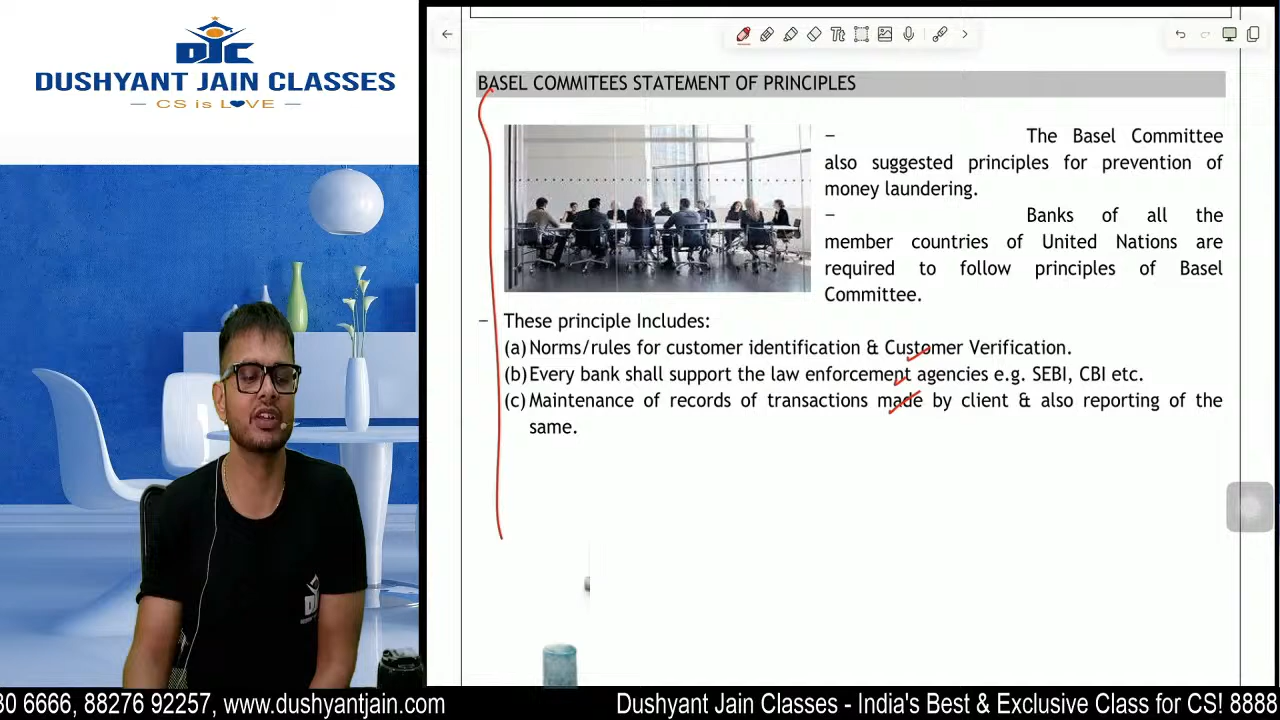 DJC
DUSHYANT JAIN CLASSES
CS is LOVE
BASEL COMMITEES STATEMENT OF PRINCIPLES
– The Basel Committee
also suggested principles for prevention of
money laundering.
– Banks of all the
member countries of United Nations are
required to follow principles of Basel
Committee.
– These principle Includes:
(a) Norms/rules for customer identification & Customer Verification.
(b) Every bank shall support the law enforcement agencies e.g. SEBI, CBI etc.
(c) Maintenance of records of transactions made by client & also reporting of the
same.
30 6666, 88276 92257, www.dushyantjain.com
Dushyant Jain Classes - India's Best & Exclusive Class for CS! 8888